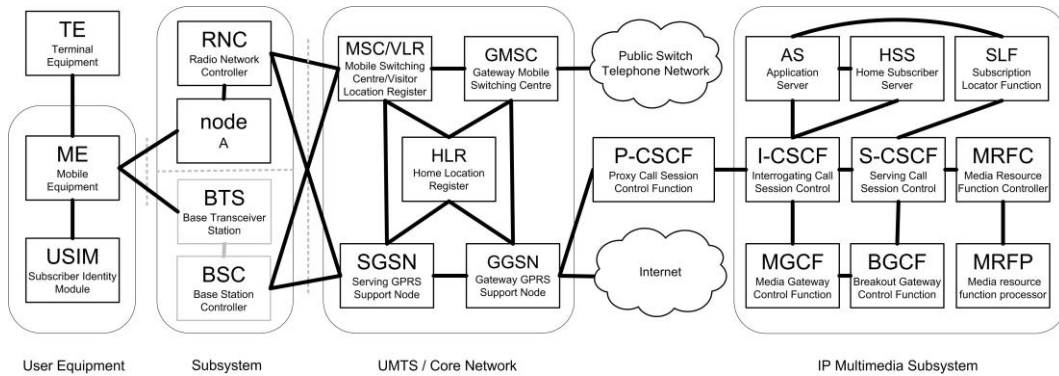 TE
Terminal
Equipment
ME
Mobile
Equipment
USIM
Subscriber Identity
Module
User Equipment
RNC
Radio Network
Controller
node
A
BTS
Base Transceiver
Station
BSC
Base Station
Controller
Subsystem
MSC/VLR
Mobile Switching
Centre/Visitor
Location Register
GMSC
Gateway Mobile
Switching Centre
HLR
Home Location
Register
SGSN
Serving GPRS
Support Node
GGSN
Gateway GPRS
Support Node
UMTS / Core Network
Public Switch
Telephone Network
P-CSCF
Proxy Call Session
Control Function
Internet
AS
Application
Server
HSS
Home Subscriber
Server
SLF
Subscription
Locator Function
I-CSCF
Interrogating Call
Session Control
S-CSCF
Serving Call
Session Control
MRFC
Media Resource
Function Controller
MGCF
Media Gateway
Control Function
BGCF
Breakout Gateway
Control Function
MRFP
Media resource
function processor
IP Multimedia Subsystem